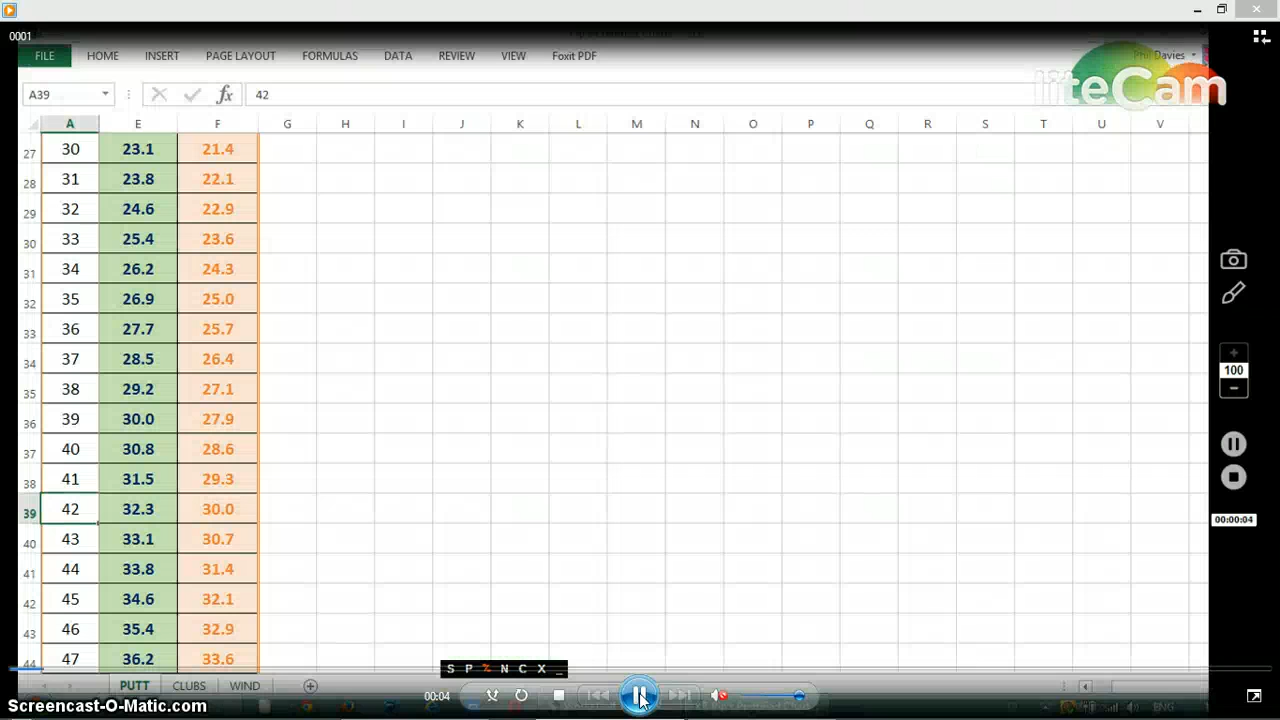 0001
FILE HOME INSERT PAGE LAYOUT FORMULAS DATA REVIEW VIEW Foxit PDF Phil Davies
liteCam
A39 fx 42
A E F G H I J K L M N O P Q R S T U V
27 30 23.1 21.4
28 31 23.8 22.1
29 32 24.6 22.9
30 33 25.4 23.6
31 34 26.2 24.3
32 35 26.9 25.0
33 36 27.7 25.7
34 37 28.5 26.4
35 38 29.2 27.1
36 39 30.0 27.9
37 40 30.8 28.6
38 41 31.5 29.3
39 42 32.3 30.0
40 43 33.1 30.7
41 44 33.8 31.4
42 45 34.6 32.1
43 46 35.4 32.9
44 47 36.2 33.6
100
00:00:04
S P % N C X _
PUTT CLUBS WIND
00:04
ENG
Screencast-O-Matic.com